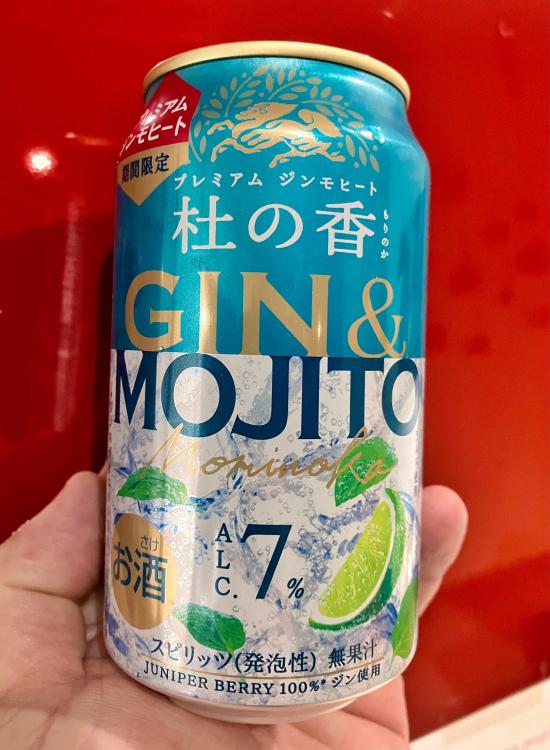 プレミアム
ジンモヒート
期間限定
プレミアム ジンモヒート
杜の香
もりのか
GIN &
MOJITO
Morinoka
さけ
お酒
ALC.
7%
スピリッツ(発泡性) 無果汁
JUNIPER BERRY 100%* ジン使用